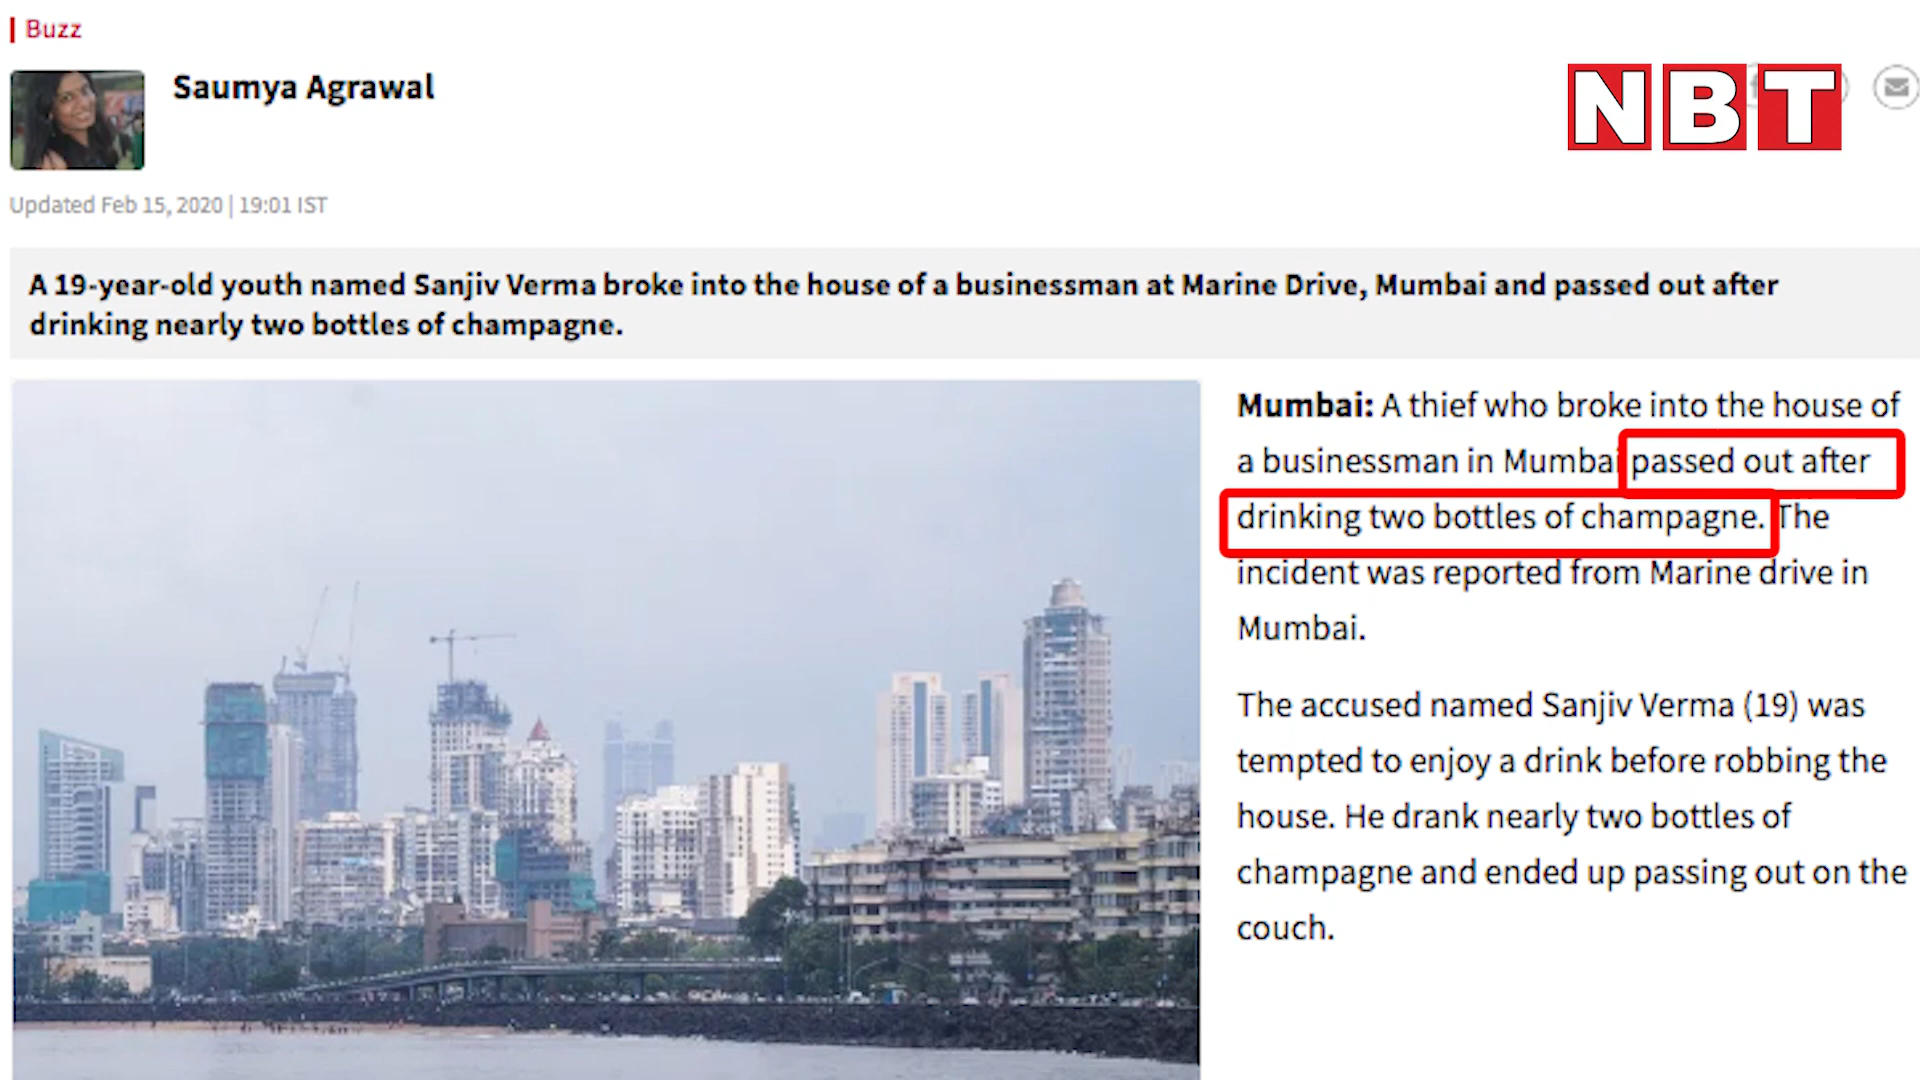 Buzz
Saumya Agrawal
NBT
Updated Feb 15, 2020 | 19:01 IST
A 19-year-old youth named Sanjiv Verma broke into the house of a businessman at Marine Drive, Mumbai and passed out after
drinking nearly two bottles of champagne.
Mumbai: A thief who broke into the house of
a businessman in Mumbai passed out after
drinking two bottles of champagne. The
incident was reported from Marine drive in
Mumbai.
The accused named Sanjiv Verma (19) was
tempted to enjoy a drink before robbing the
house. He drank nearly two bottles of
champagne and ended up passing out on the
couch.